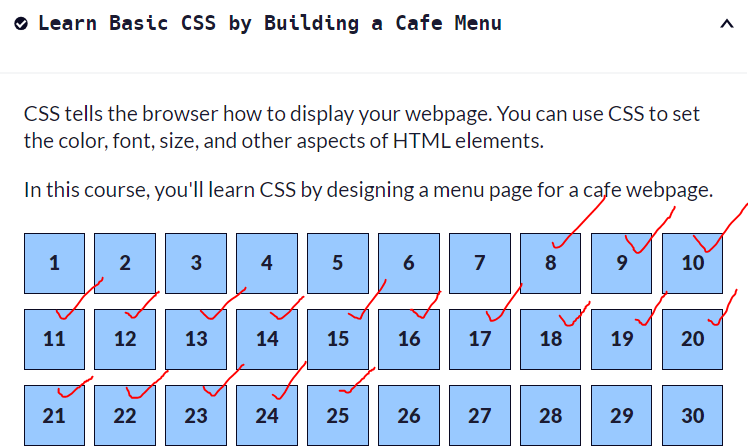 Learn Basic CSS by Building a Cafe Menu
CSS tells the browser how to display your webpage. You can use CSS to set
the color, font, size, and other aspects of HTML elements.
In this course, you'll learn CSS by designing a menu page for a cafe webpage.
1 2 3 4 5 6 7 8 9 10
11 12 13 14 15 16 17 18 19 20
21 22 23 24 25 26 27 28 29 30